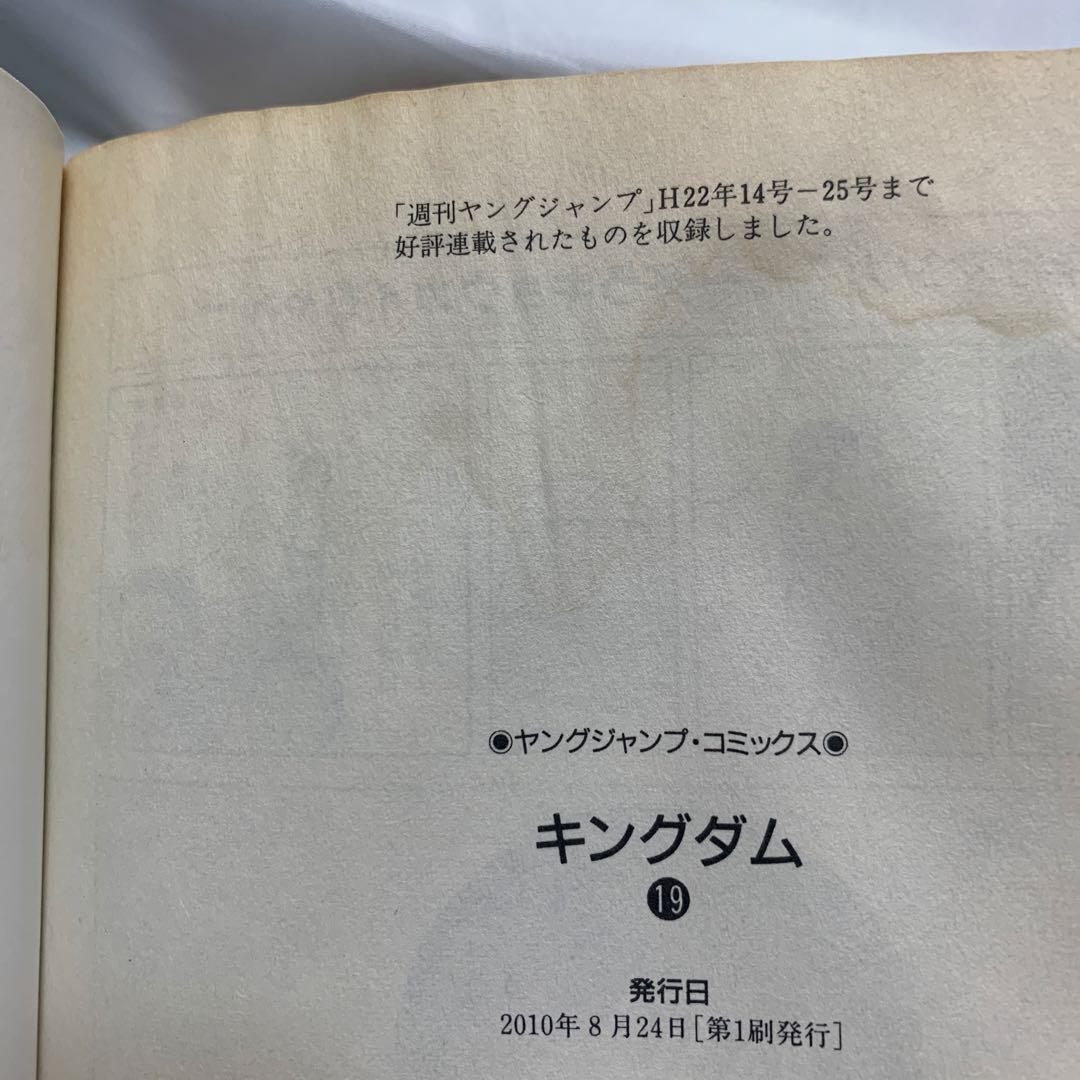 「週刊ヤングジャンプ」H22年14号－25号まで
好評連載されたものを収録しました。
◉ヤングジャンプ・コミックス◉
キングダム
⓳
発行日
2010年8月24日[第1刷発行]